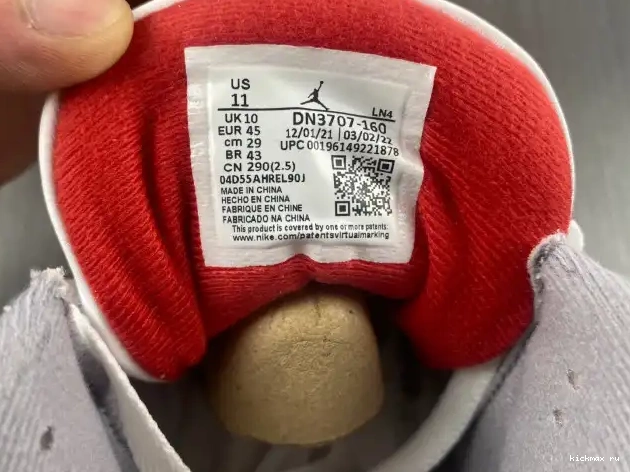 US
11
LN4
UK 10
DN3707-160
EUR 45
12/01/21 | 03/02/22
cm 29
UPC 00196149221878
BR 43
CN 290(2.5)
04D55AHREL90J
MADE IN CHINA
HECHO EN CHINA
FABRIQUE EN CHINE
FABRICADO NA CHINA
This product is covered by one or more patents.
www.nike.com/patentsvirtualmarking
kickmax ru